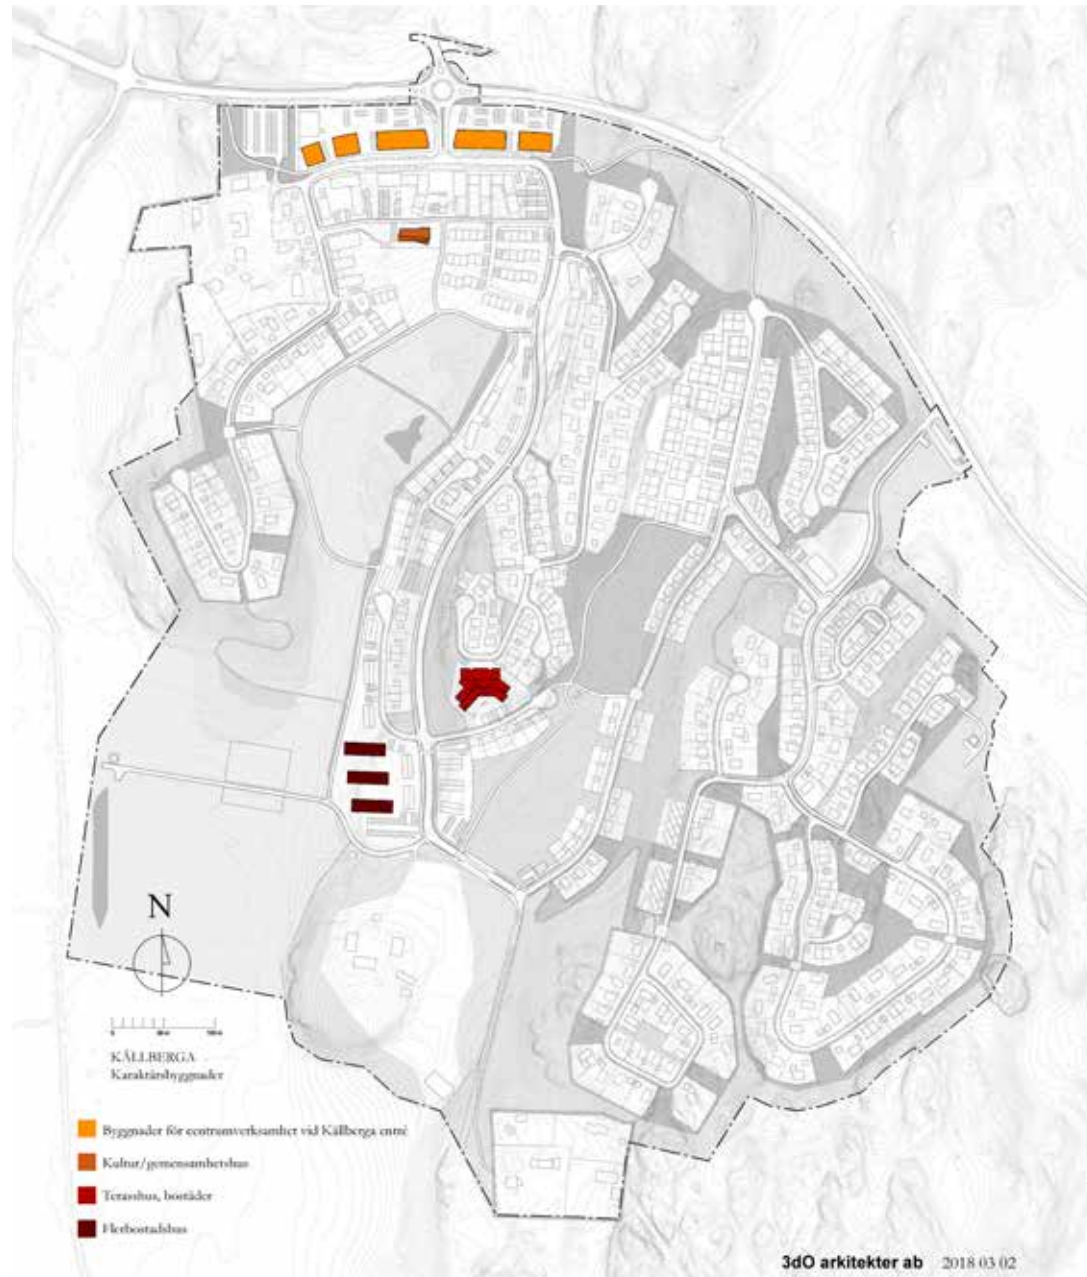 N
KÄLLBERGA
Karaktärsbyggnader
Byggnader för centrumverksamhet vid Källberga entré
Kultur/gemensamhetshus
Terasshus, bostäder
Flerbostadshus
3dO arkitekter ab 2018 03 02